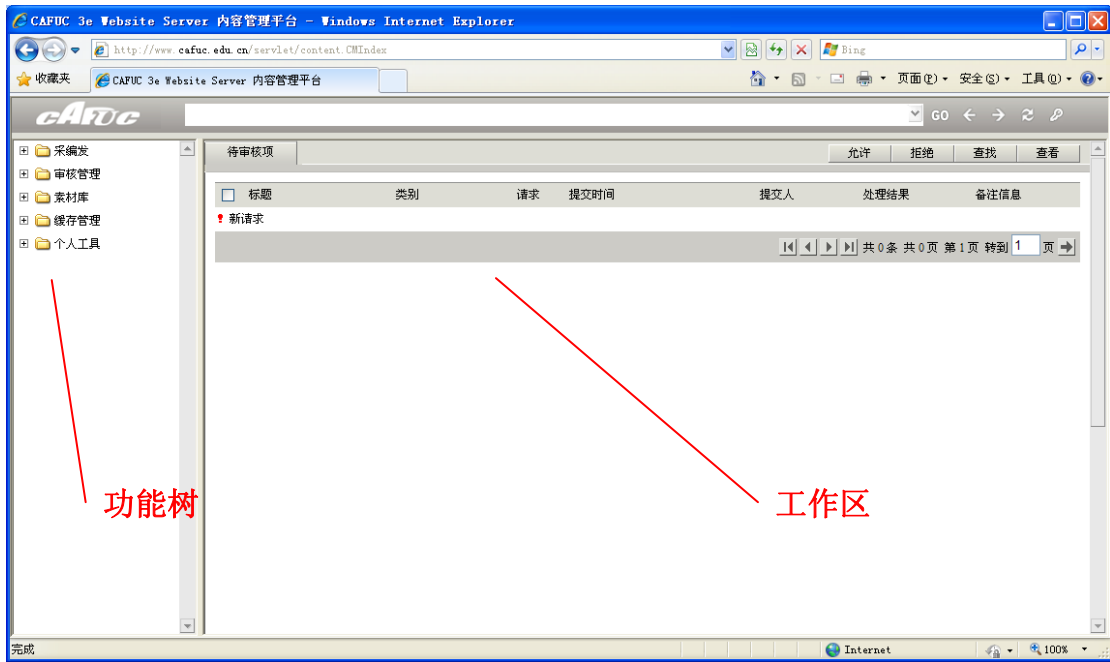 CAFUC 3e Website Server 内容管理平台 - Windows Internet Explorer
http://www.cafuc.edu.cn/servlet/content.CMIndex
Bing
收藏夹
CAFUC 3e Website Server 内容管理平台
页面(P)
安全(S)
工具(O)
CAFUC
GO
采编发
审核管理
素材库
缓存管理
个人工具
待审核项
允许 拒绝 查找 查看
标题 类别 请求 提交时间 提交人 处理结果 备注信息
新请求
共0条 共0页 第1页 转到 1 页
功能树
工作区
完成
Internet
100%